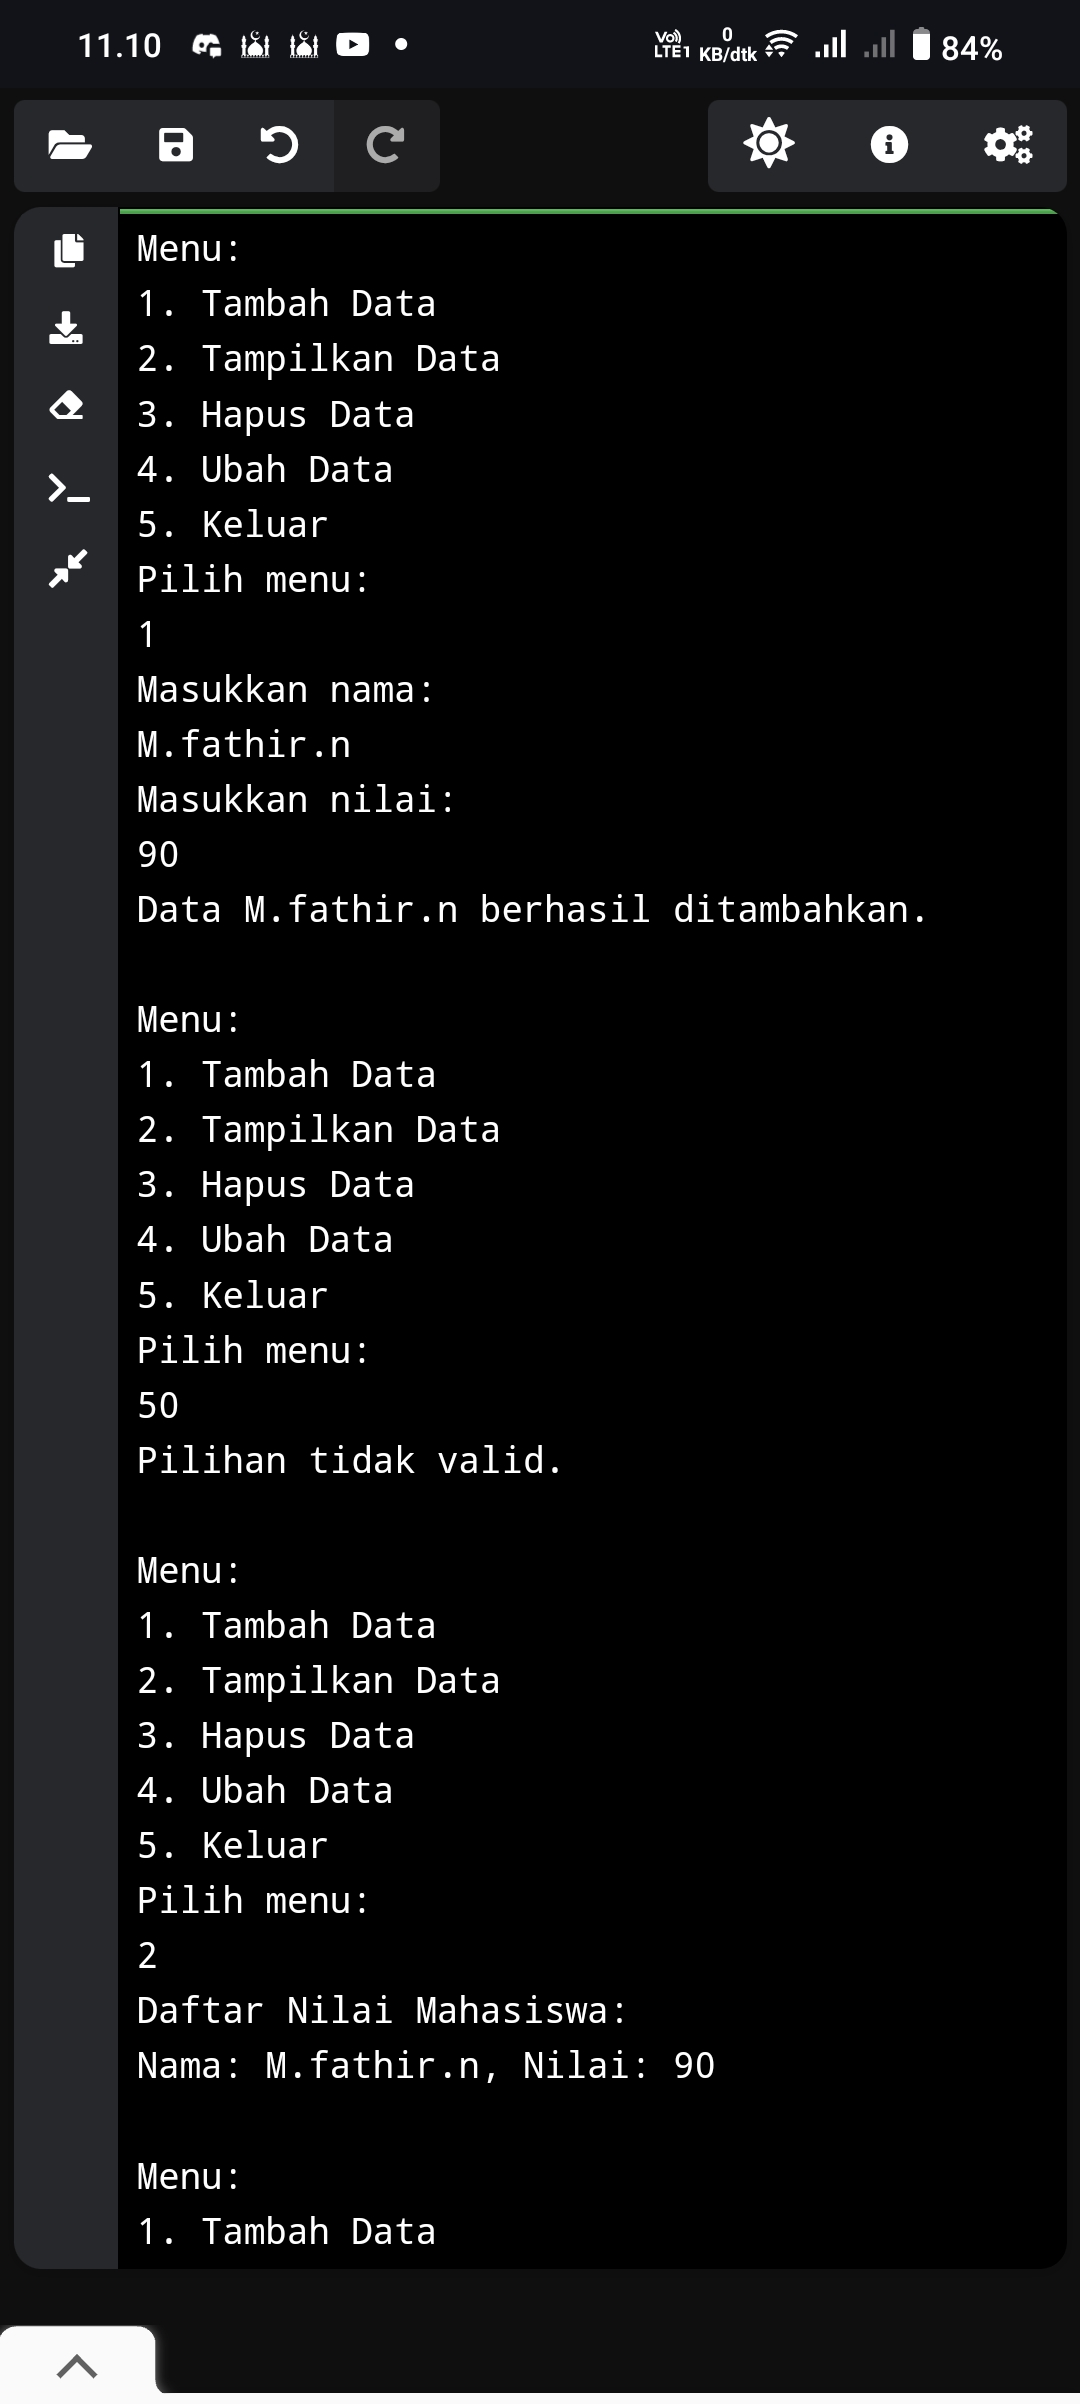 11.10
Vo) 0
LTE1 KB/dtk 84%
Menu:
1. Tambah Data
2. Tampilkan Data
3. Hapus Data
4. Ubah Data
5. Keluar
Pilih menu:
1
Masukkan nama:
M.fathir.n
Masukkan nilai:
90
Data M.fathir.n berhasil ditambahkan.
Menu:
1. Tambah Data
2. Tampilkan Data
3. Hapus Data
4. Ubah Data
5. Keluar
Pilih menu:
50
Pilihan tidak valid.
Menu:
1. Tambah Data
2. Tampilkan Data
3. Hapus Data
4. Ubah Data
5. Keluar
Pilih menu:
2
Daftar Nilai Mahasiswa:
Nama: M.fathir.n, Nilai: 90
Menu:
1. Tambah Data